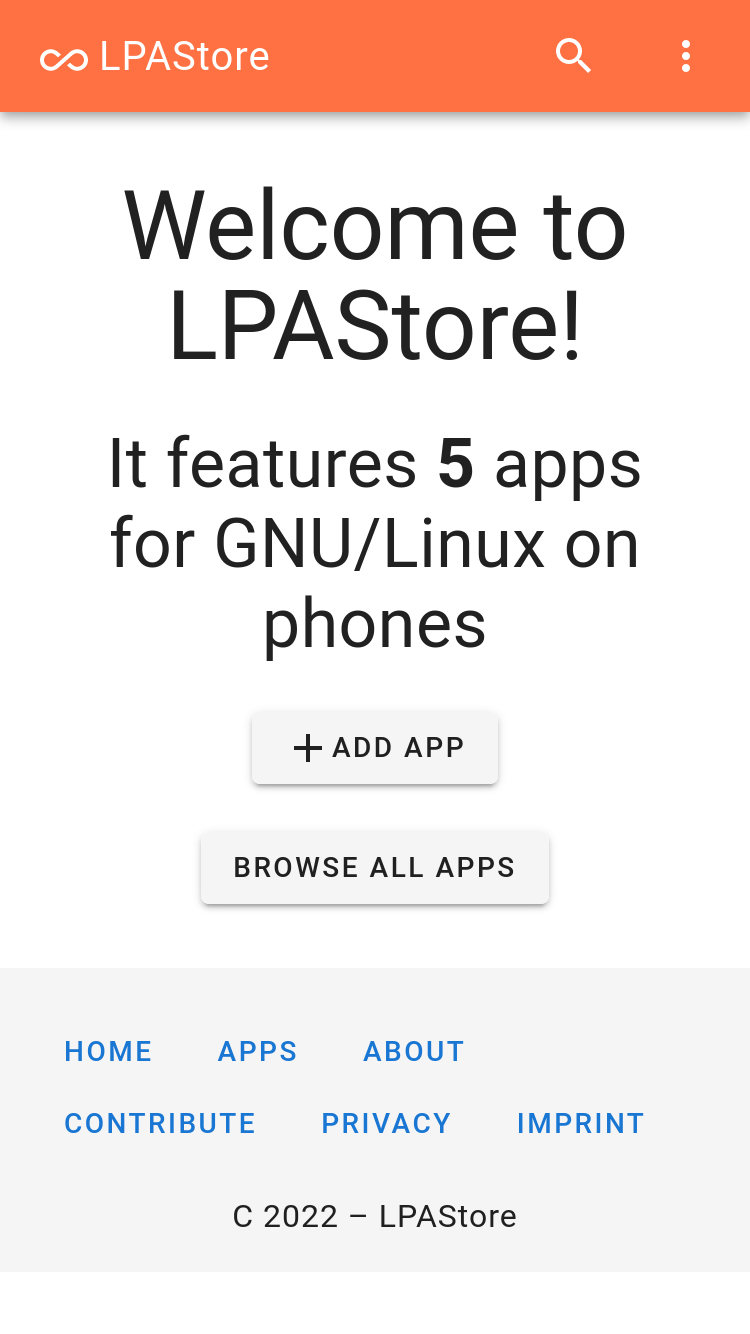 LPAStore
Welcome to
LPAStore!
It features 5 apps
for GNU/Linux on
phones
ADD APP
BROWSE ALL APPS
HOME APPS ABOUT
CONTRIBUTE PRIVACY IMPRINT
C 2022 – LPAStore